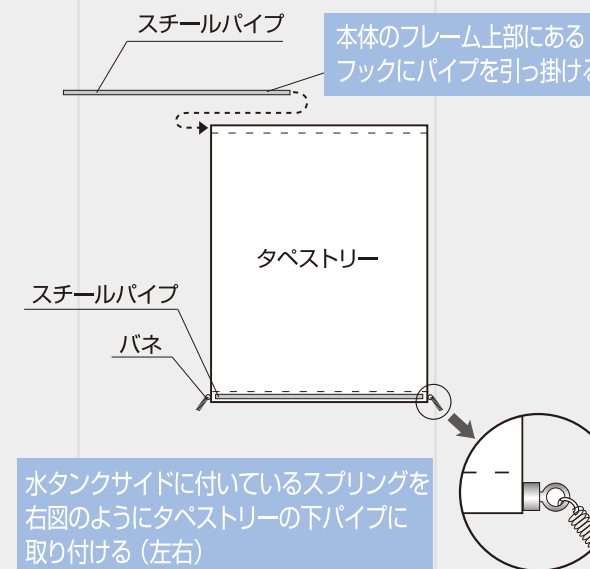 スチールパイプ
本体のフレーム上部にある
フックにパイプを引っ掛ける
タペストリー
スチールパイプ
バネ
水タンクサイドに付いているスプリングを
右図のようにタペストリーの下パイプに
取り付ける（左右）